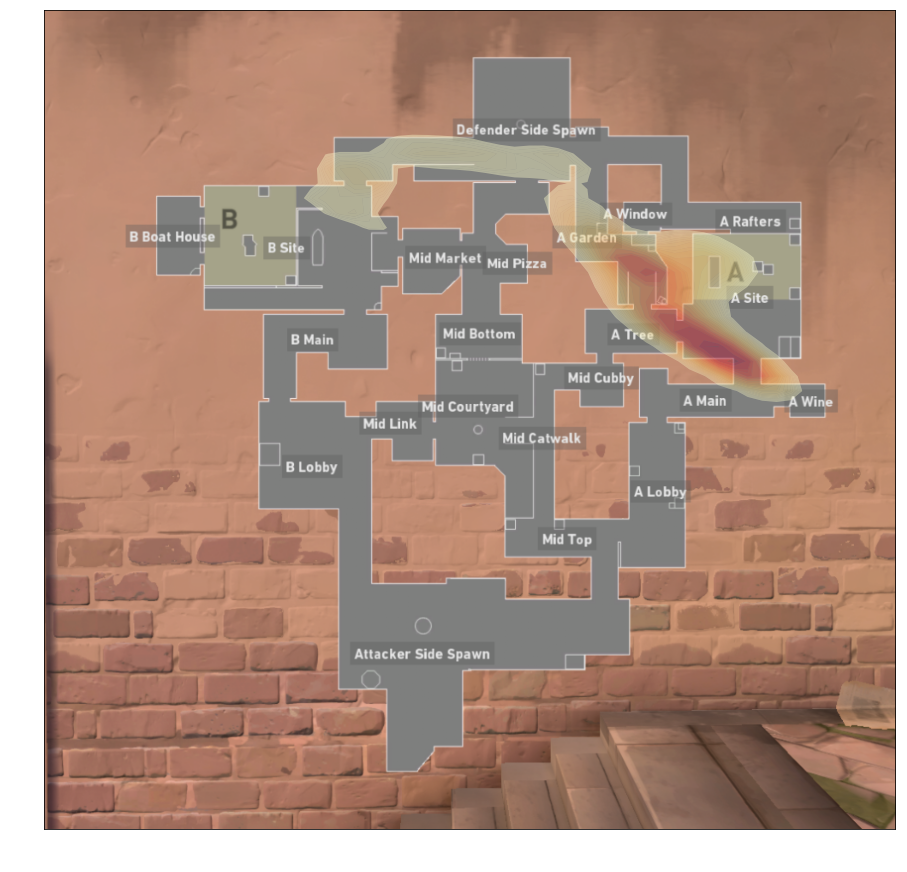 Defender Side Spawn
A Window
A Rafters
B
B Boat House
A Garden
B Site
Mid Market
Mid Pizza
A
A Site
B Main
Mid Bottom
A Tree
Mid Cubby
A Main
A Wine
Mid Courtyard
Mid Link
Mid Catwalk
B Lobby
A Lobby
Mid Top
Attacker Side Spawn